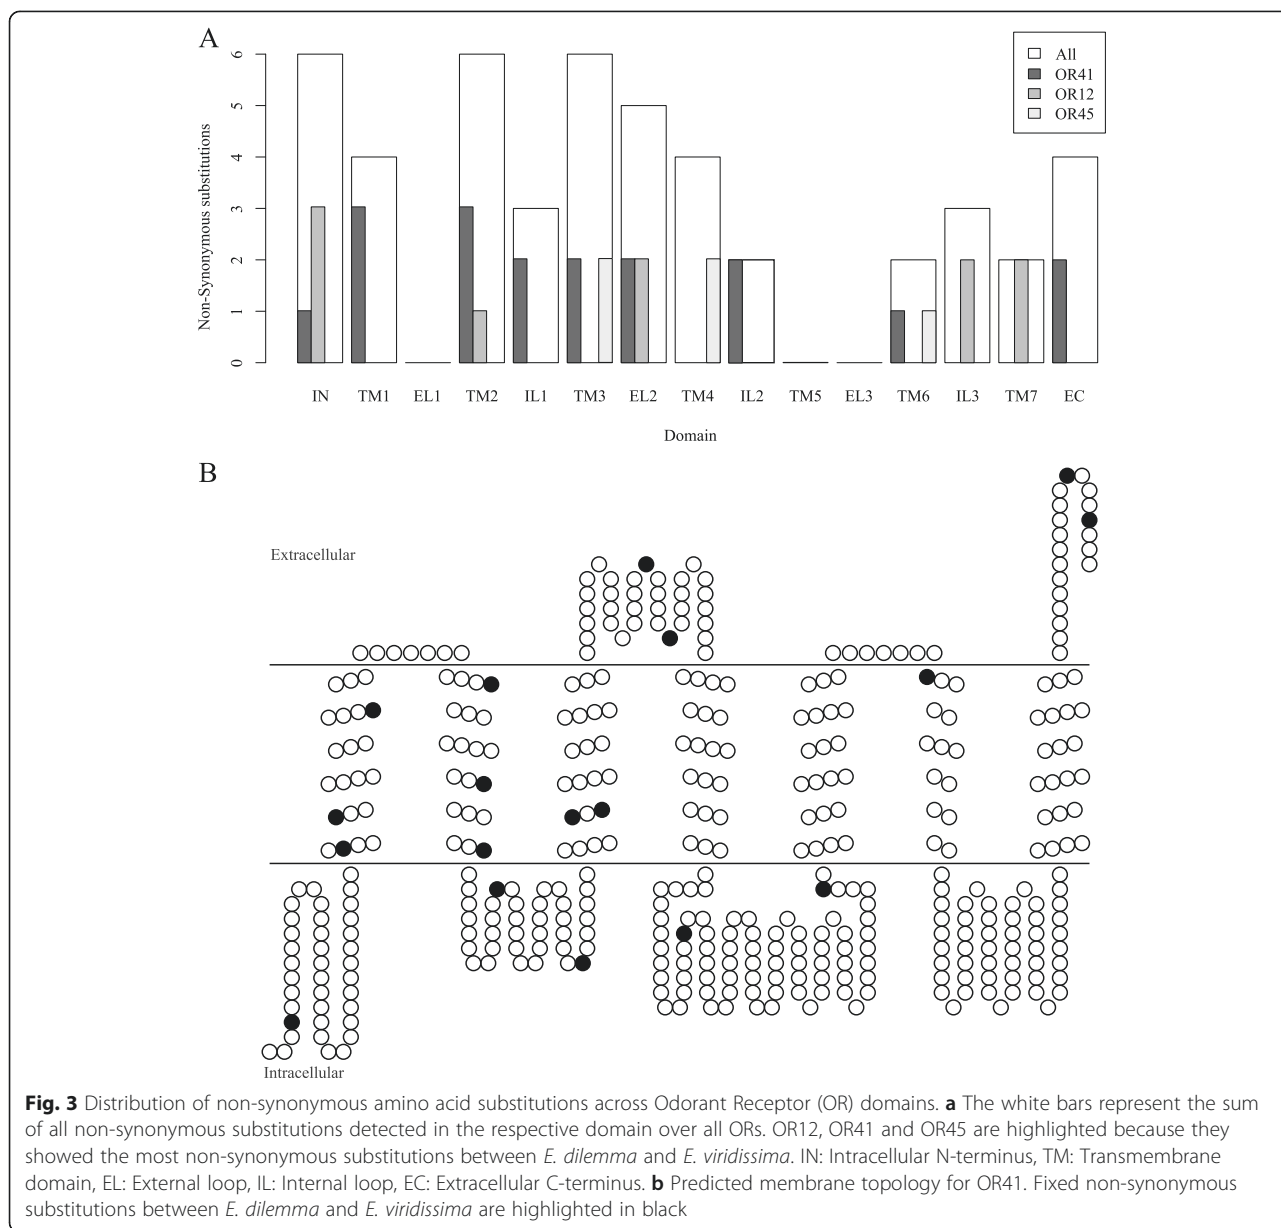 A
6
5
4
3
2
1
0
Non-Synonymous substitutions
All
OR41
OR12
OR45
IN TM1 EL1 TM2 IL1 TM3 EL2 TM4 IL2 TM5 EL3 TM6 IL3 TM7 EC
Domain
B
Extracellular
Intracellular
Fig. 3 Distribution of non-synonymous amino acid substitutions across Odorant Receptor (OR) domains. a The white bars represent the sum
of all non-synonymous substitutions detected in the respective domain over all ORs. OR12, OR41 and OR45 are highlighted because they
showed the most non-synonymous substitutions between E. dilemma and E. viridissima. IN: Intracellular N-terminus, TM: Transmembrane
domain, EL: External loop, IL: Internal loop, EC: Extracellular C-terminus. b Predicted membrane topology for OR41. Fixed non-synonymous
substitutions between E. dilemma and E. viridissima are highlighted in black